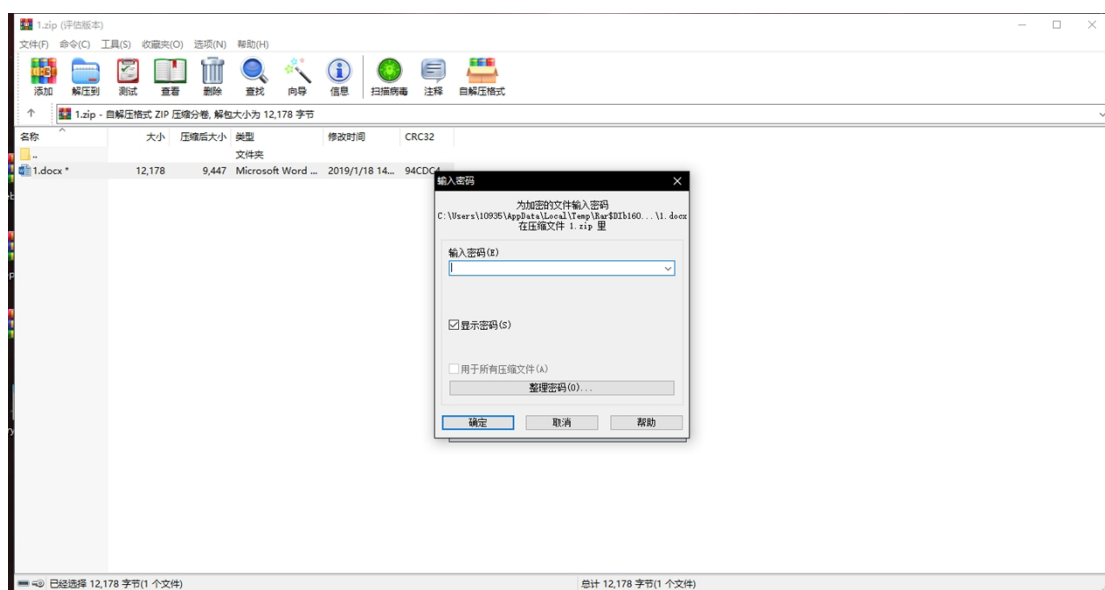 1.zip (评估版本)
文件(F) 命令(C) 工具(S) 收藏夹(O) 选项(N) 帮助(H)
添加 解压到 测试 查看 删除 查找 向导 信息 扫描病毒 注释 自解压格式
1.zip - 自解压格式 ZIP 压缩分卷, 解包大小为 12,178 字节
名称 大小 压缩后大小 类型 修改时间 CRC32
.. 文件夹
1.docx * 12,178 9,447 Microsoft Word ... 2019/1/18 14... 94CDC4
输入密码
为加密的文件输入密码
C:\Users\10935\AppData\Local\Temp\Rar$DIb160...\1.docx
在压缩文件 1.zip 里
输入密码(E)
显示密码(S)
用于所有压缩文件(A)
整理密码(O)...
确定 取消 帮助
已经选择 12,178 字节(1 个文件) 总计 12,178 字节(1 个文件)